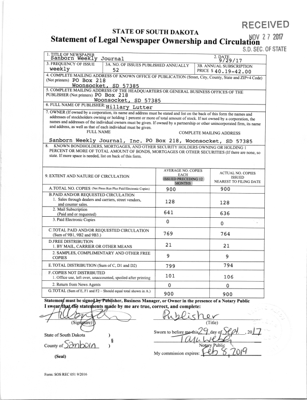 RECEIVED
NOV 27 2017
S.D. SEC. OF STATE
STATE OF SOUTH DAKOTA
Statement of Legal Newspaper Ownership and Circulation
1. TITLE OF NEWSPAPER
Sanborn Weekly Journal
2. DATE
9/29/17
3. FREQUENCY OF ISSUE
weekly
3A. NO. OF ISSUES PUBLISHED ANNUALLY
52
3B. ANNUAL SUBSCRIPTION
PRICE $ 40.19-42.00
4. COMPLETE MAILING ADDRESS OF KNOWN OFFICE OF PUBLICATION (Street, City, County, State and ZIP+4 Code)
(Not printers) PO Box 218
Woonsocket, SD 57385
5. COMPLETE MAILING ADDRESS OF THE HEADQUARTERS OR GENERAL BUSINESS OFFICES OF THE
PUBLISHER (Not printers) PO Box 218
Woonsocket, SD 57385
6. FULL NAME OF PUBLISHER Hillary Lutter
7. OWNER (If owned by a corporation, its name and address must be stated and list on the back of this form the names and
addresses of stockholders owning or holding 1 percent or more of total amount of stock. If not owned by a corporation, the
names and addresses of the individual owners must be given. If owned by a partnership or other unincorporated firm, its name
and address, as well as that of each individual must be given.
FULL NAME COMPLETE MAILING ADDRESS
Sanborn Weekly Journal, Inc, PO Box 218, Woonsocket, SD 57385
8. KNOWN BONDHOLDERS, MORTGAGES, AND OTHER SECURITY HOLDERS OWNING OR HOLDING 1
PERCENT OR MORE OF TOTAL AMOUNT OF BONDS, MORTGAGES OR OTHER SECURITIES (If there are none, so
state. If more space is needed, list on back of this form.
9. EXTENT AND NATURE OF CIRCULATION
AVERAGE NO. COPIES
EACH
ISSUED PRECEDING 12
MONTHS
ACTUAL NO. COPIES
ISSUED
NEAREST TO FILING DATE
A. TOTAL NO. COPIES (Net Press Run Plus Paid Electronic Copies) 900 900
B. PAID AND/OR REQUESTED CIRCULATION
1. Sales through dealers and carriers, street vendors,
and counter sales. 128 128
2. Mail Subscription
(Paid and/or requested) 641 636
3. Paid Electronic Copies 0 0
C. TOTAL PAID AND/OR REQUESTED CIRCULATION
(Sum of 9B1, 9B2 and 9B3.) 769 764
D. FREE DISTRIBUTION
1. BY MAIL, CARRIER OR OTHER MEANS 21 21
2. SAMPLES, COMPLIMENTARY AND OTHER FREE
COPIES 9 9
E. TOTAL DISTRIBUTION (Sum of C, D1 and D2) 799 794
F. COPIES NOT DISTRIBUTED
1. Office use, left over, unaccounted, spoiled after printing 101 106
2. Return from News Agents 0 0
G. TOTAL (Sum of E, F1 and F2 - Should equal total shown in A.) 900 900
Statement must be signed by Publisher, Business Manager, or Owner in the presence of a Notary Public
I swear that the statements made by me are true, correct, and complete:
Publisher
(Signature) (Title)
State of South Dakota )
§
County of Sanborn )
(Seal)
Sworn to before me this 29 day of Sept, 2017
Notary Public
My commission expires: Feb 8, 2019